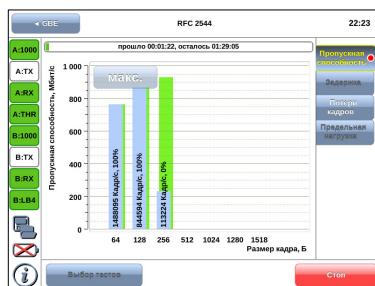 GBE
RFC 2544
22:23
прошло 00:01:22, осталось 01:29:05
A:1000
A:TX
A:RX
A:THR
B:1000
B:TX
B:RX
B:LB4
Пропускная способность, Мбит/с
1 000
800
600
400
200
0
макс.
1488095 Кадр/с, 100%
844594 Кадр/с, 100%
113224 Кадр/с, 0%
64 128 256 512 1024 1280 1518
Размер кадра, Б
Пропускная
способность
Задержка
Потери
кадров
Предельная
нагрузка
Выбор тестов
Стоп